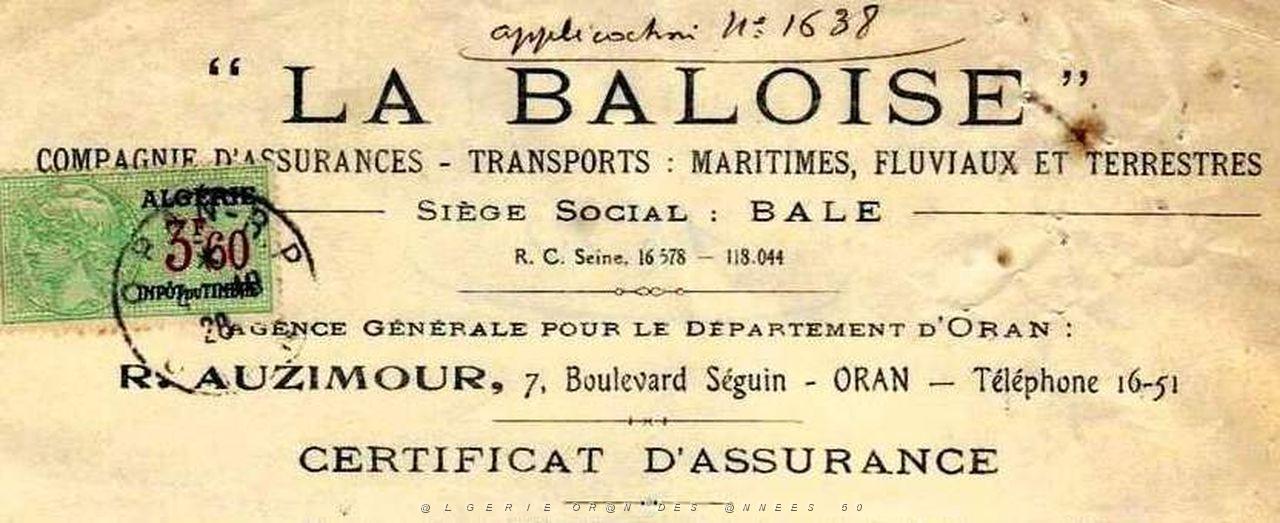 application N° 1638
“ LA BALOISE ”
COMPAGNIE D'ASSURANCES - TRANSPORTS : MARITIMES, FLUVIAUX ET TERRESTRES
ALGÉRIE
3F60
IMPÔT DU TIMBRE
SIÈGE SOCIAL : BALE
R. C. Seine, 16 578 — 118.044
AGENCE GÉNÉRALE POUR LE DÉPARTEMENT D'ORAN :
R. AUZIMOUR, 7, Boulevard Séguin - ORAN — Téléphone 16-51
CERTIFICAT D'ASSURANCE
@LGERIE OR@N DES @NNEES 50